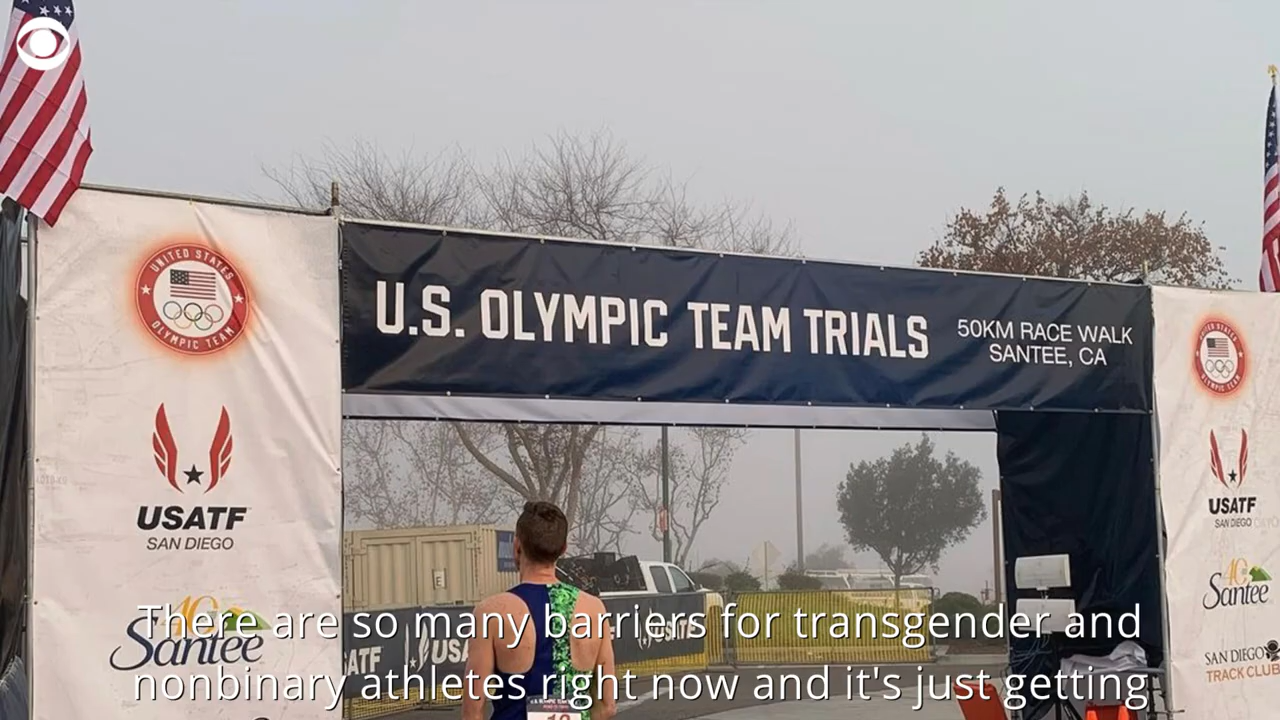 UNITED STATES
OLYMPIC TEAM
U.S. OLYMPIC TEAM TRIALS
50KM RACE WALK
SANTEE, CA
USATF
SAN DIEGO
40
Santee
USATF
SAN DIEGO
40
Santee
SAN DIEGO
TRACK CLUB
E
There are so many barriers for transgender and
nonbinary athletes right now and it's just getting